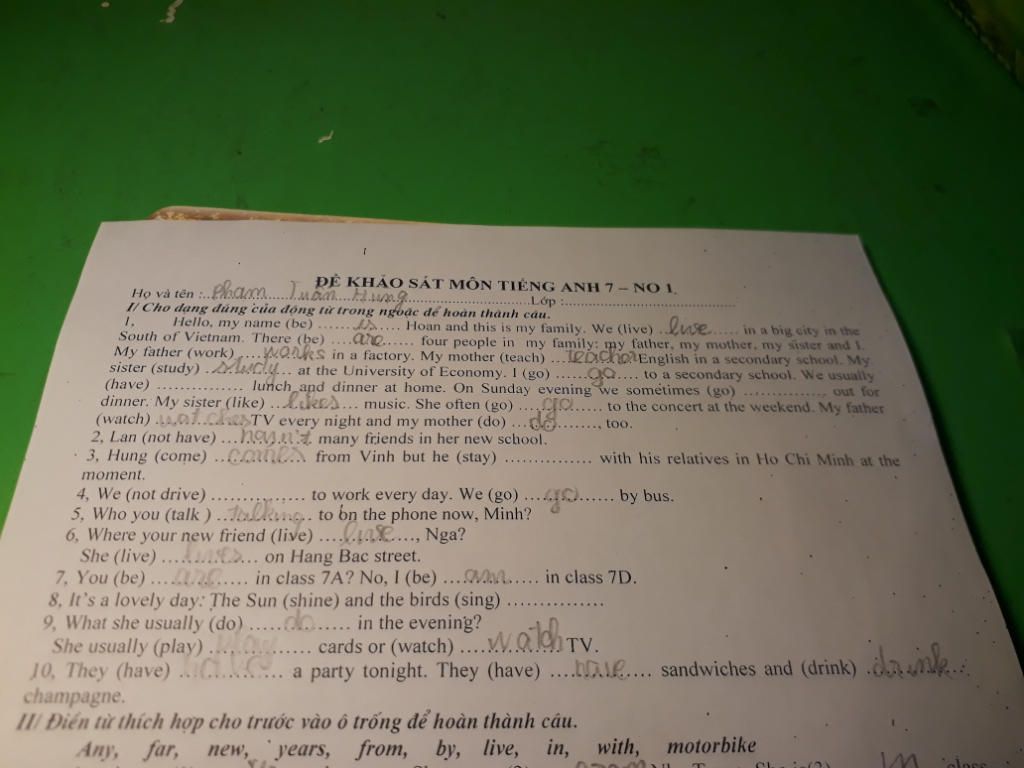 ĐỀ KHẢO SÁT MÔN TIẾNG ANH 7 – NO 1.
Họ và tên :..Phạm Tuấn Hưng..............................Lớp :..........................................
I/ Cho dạng đúng của động từ trong ngoặc để hoàn thành câu.
1, Hello, my name (be) ......is...... Hoan and this is my family. We (live) ..live...... in a big city in the
South of Vietnam. There (be) ....are...... four people in my family: my father, my mother, my sister and I.
My father (work) ...works in a factory. My mother (teach) ...teacher English in a secondary school. My
sister (study) ..study... at the University of Economy. I (go) ......go.... to a secondary school. We usually
(have) .............. lunch and dinner at home. On Sunday evening we sometimes (go) .............. out for
dinner. My sister (like) ...likes.... music. She often (go) .....go..... to the concert at the weekend. My father
(watch) .watches TV every night and my mother (do) ...do........, too.
2, Lan (not have) ...hasn't many friends in her new school.
3, Hung (come) ..comes.. from Vinh but he (stay) .............. with his relatives in Ho Chi Minh at the
moment.
4, We (not drive) ............... to work every day. We (go) ....go...... by bus.
5, Who you (talk ) ..talking... to on the phone now, Minh?
6, Where your new friend (live) ...live...., Nga?
She (live) ....lives... on Hang Bac street.
7, You (be) ....are..... in class 7A? No, I (be) ...am..... in class 7D.
8, It's a lovely day: The Sun (shine) and the birds (sing) ...............
9, What she usually (do) .....do...... in the evening?
She usually (play) ..play....... cards or (watch) ....watch TV.
10, They (have) .have...... a party tonight. They (have) ....have.... sandwiches and (drink) .drink..
champagne.
II/ Điền từ thích hợp cho trước vào ô trống để hoàn thành câu.
Any, far, new, years, from, by, live, in, with, motorbike